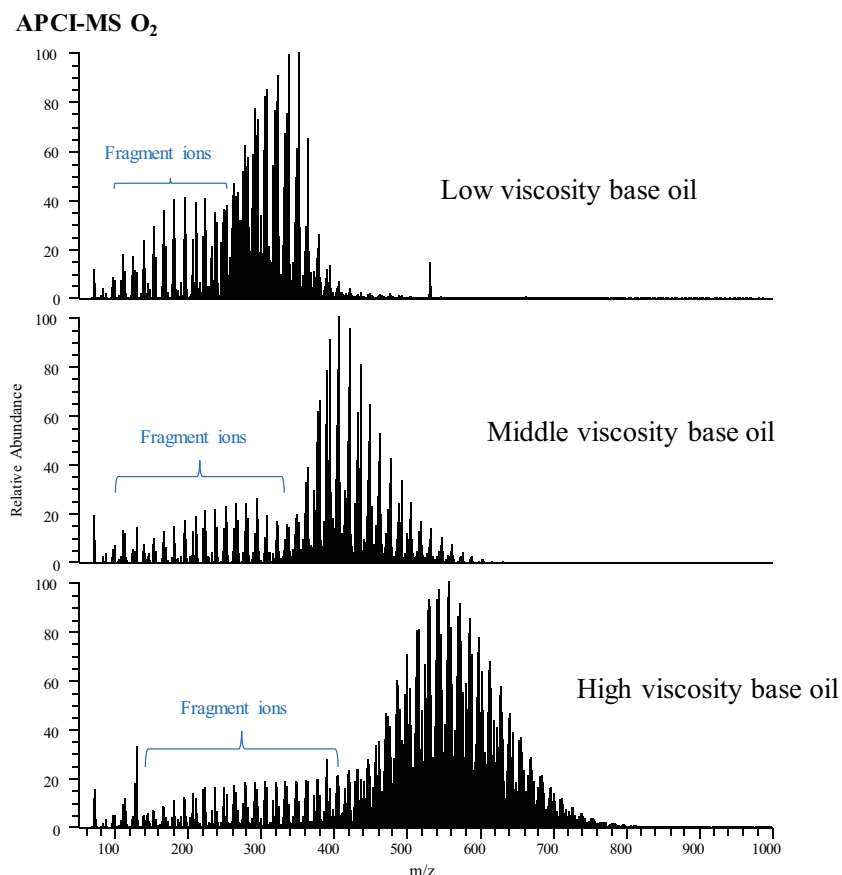 APCI-MS O₂
100
80
60
40
20
0
Fragment ions
Low viscosity base oil
Relative Abundance
100
80
60
40
20
0
Fragment ions
Middle viscosity base oil
100
80
60
40
20
0
Fragment ions
High viscosity base oil
100 200 300 400 500 600 700 800 900 1000
m/z